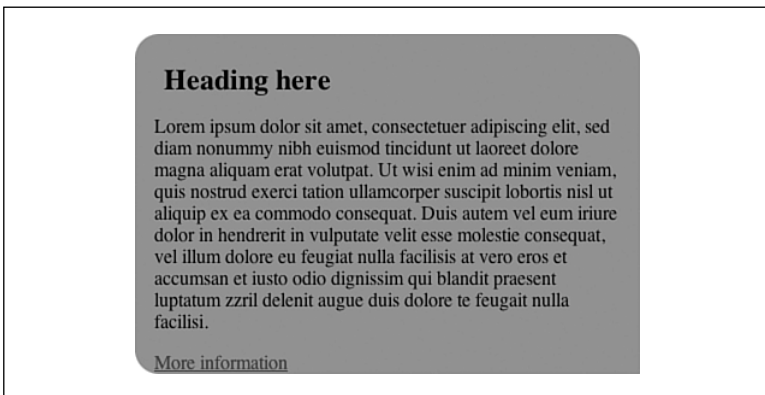 Heading here
Lorem ipsum dolor sit amet, consectetuer adipiscing elit, sed
diam nonummy nibh euismod tincidunt ut laoreet dolore
magna aliquam erat volutpat. Ut wisi enim ad minim veniam,
quis nostrud exerci tation ullamcorper suscipit lobortis nisl ut
aliquip ex ea commodo consequat. Duis autem vel eum iriure
dolor in hendrerit in vulputate velit esse molestie consequat,
vel illum dolore eu feugiat nulla facilisis at vero eros et
accumsan et iusto odio dignissim qui blandit praesent
luptatum zzril delenit augue duis dolore te feugait nulla
facilisi.
More information